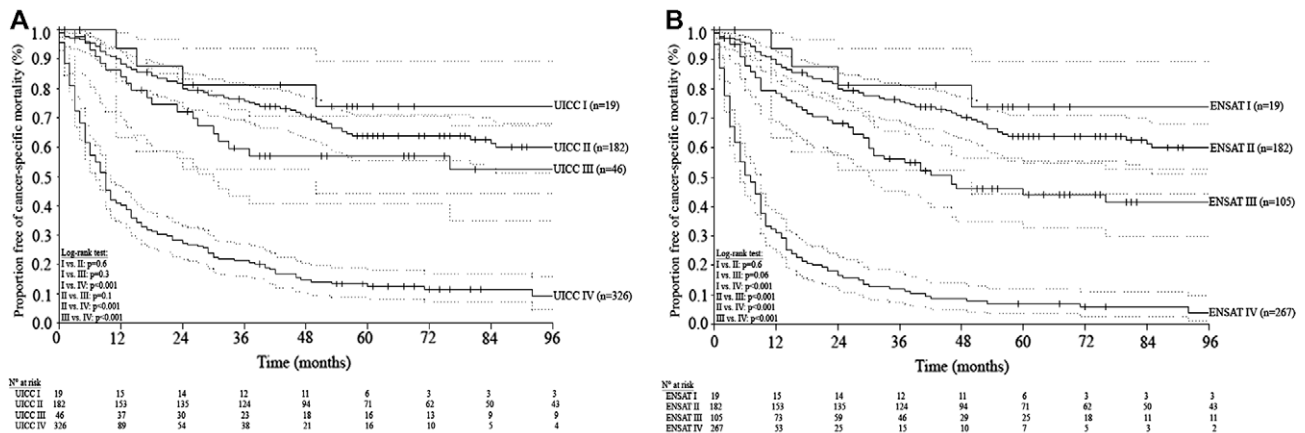 A
Proportion free of cancer-specific mortality (%)
1.0
0.9
0.8
0.7
0.6
0.5
0.4
0.3
0.2
0.1
0.0
UICC I (n=19)
UICC II (n=182)
UICC III (n=46)
UICC IV (n=326)
Log-rank test:
I vs. II: p=0.6
I vs. III: p=0.3
I vs. IV: p<0.001
II vs. III: p=0.1
II vs. IV: p<0.001
III vs. IV: p<0.001
0 12 24 36 48 60 72 84 96
Time (months)
N° at risk
UICC I 19 15 14 12 11 6 3 3 3
UICC II 182 153 135 124 94 71 62 50 43
UICC III 46 37 30 23 18 16 13 9 9
UICC IV 326 89 54 38 21 16 10 5 4
B
Proportion free of cancer-specific mortality (%)
1.0
0.9
0.8
0.7
0.6
0.5
0.4
0.3
0.2
0.1
0.0
ENSAT I (n=19)
ENSAT II (n=182)
ENSAT III (n=105)
ENSAT IV (n=267)
Log-rank test:
I vs. II: p=0.6
I vs. III: p=0.06
I vs. IV: p<0.001
II vs. III: p<0.001
II vs. IV: p<0.001
III vs. IV: p<0.001
0 12 24 36 48 60 72 84 96
Time (months)
N° at risk
ENSAT I 19 15 14 12 11 6 3 3 3
ENSAT II 182 153 135 124 94 71 62 50 43
ENSAT III 105 73 59 46 29 25 18 11 11
ENSAT IV 267 53 25 15 10 7 5 3 2